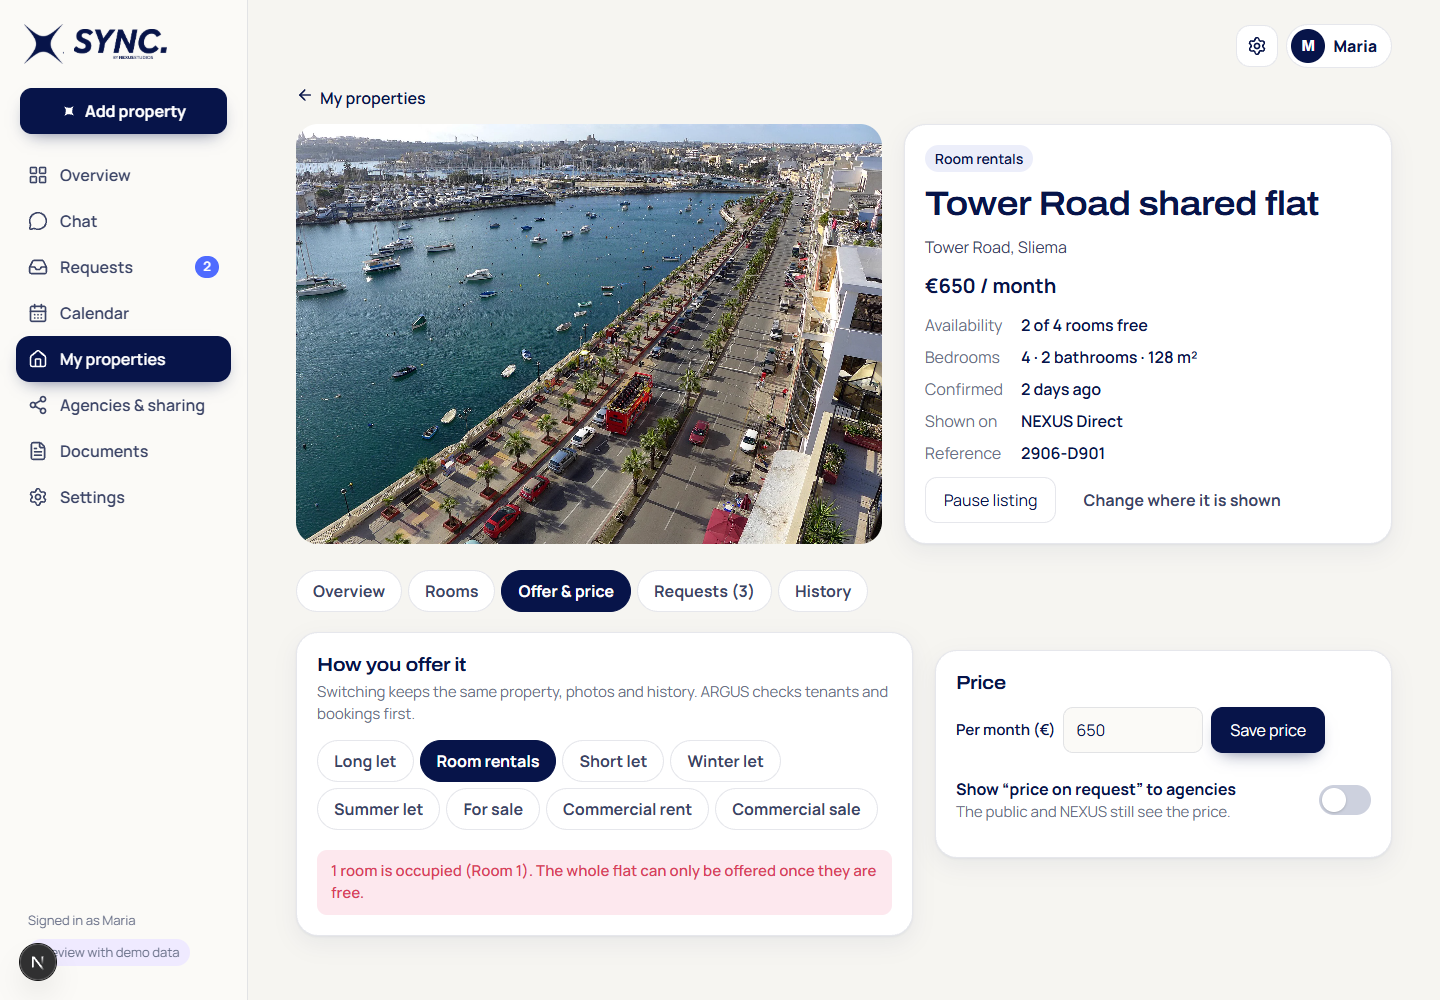 SYNC.
BY NEXUS STUDIOS
Add property
Overview
Chat
Requests 2
Calendar
My properties
Agencies & sharing
Documents
Settings
Signed in as Maria
eview with demo data
N
M Maria
My properties
Room rentals
Tower Road shared flat
Tower Road, Sliema
€650 / month
Availability 2 of 4 rooms free
Bedrooms 4 · 2 bathrooms · 128 m²
Confirmed 2 days ago
Shown on NEXUS Direct
Reference 2906-D901
Pause listing Change where it is shown
Overview Rooms Offer & price Requests (3) History
How you offer it
Switching keeps the same property, photos and history. ARGUS checks tenants and
bookings first.
Long let Room rentals Short let Winter let
Summer let For sale Commercial rent Commercial sale
1 room is occupied (Room 1). The whole flat can only be offered once they are
free.
Price
Per month (€) 650 Save price
Show “price on request” to agencies
The public and NEXUS still see the price.